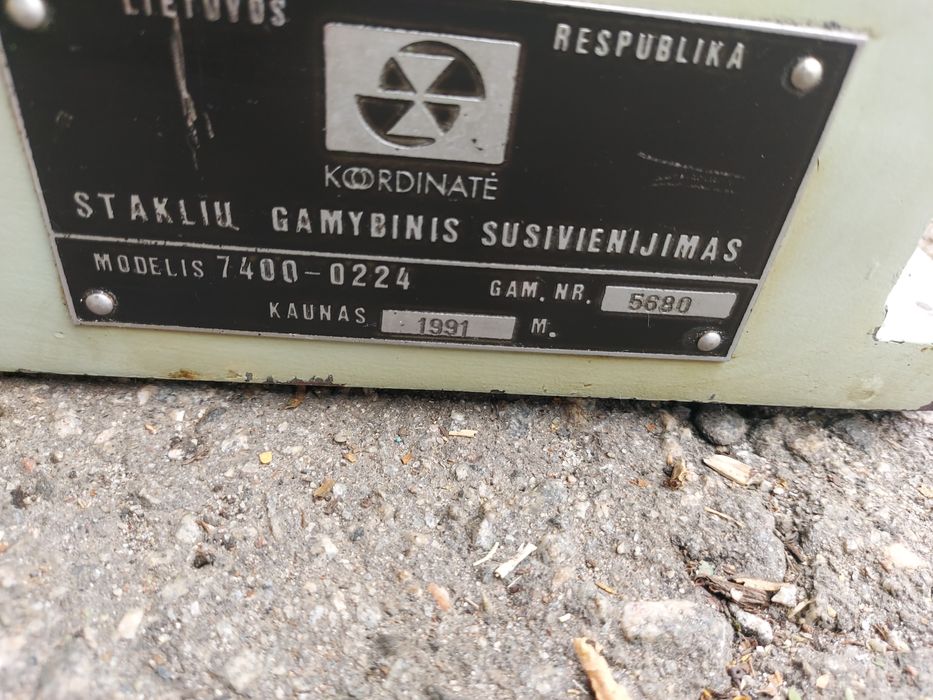 LIETUVOS RESPUBLIKA
KOORDINATĖ
STAKLIŲ GAMYBINIS SUSIVIENIJIMAS
MODELIS 7400-0224 GAM. NR. 5680
KAUNAS 1991 M.